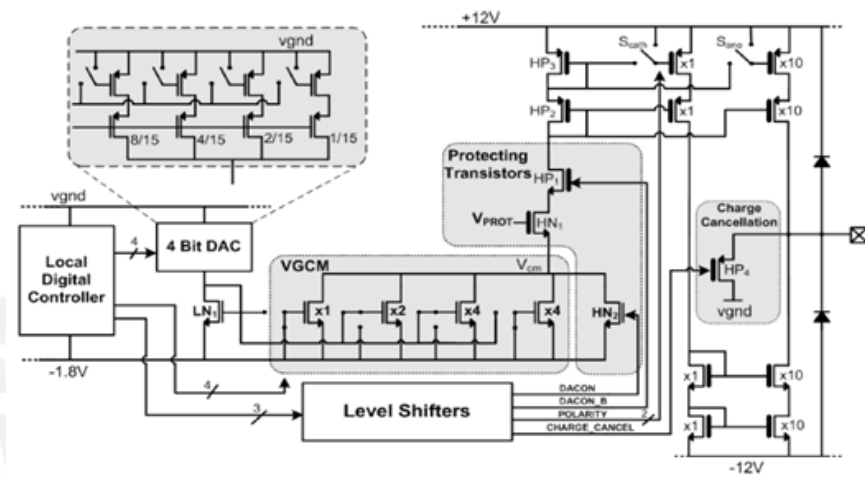 +12V
vgnd
S_cath
S_ano
HP3
x1
x10
HP2
x1
x10
8/15 4/15 2/15 1/15
Protecting
Transistors
HP1
VPROT
HN1
vgnd
4
4 Bit DAC
Local
Digital
Controller
VGCM
Vcm
Charge
Cancellation
HP4
vgnd
LN1
x1
x2
x4
x4
HN2
-1.8V
4
3
Level Shifters
DACON
DACON_B
POLARITY
2
CHARGE_CANCEL
x1
x10
x1
x10
-12V